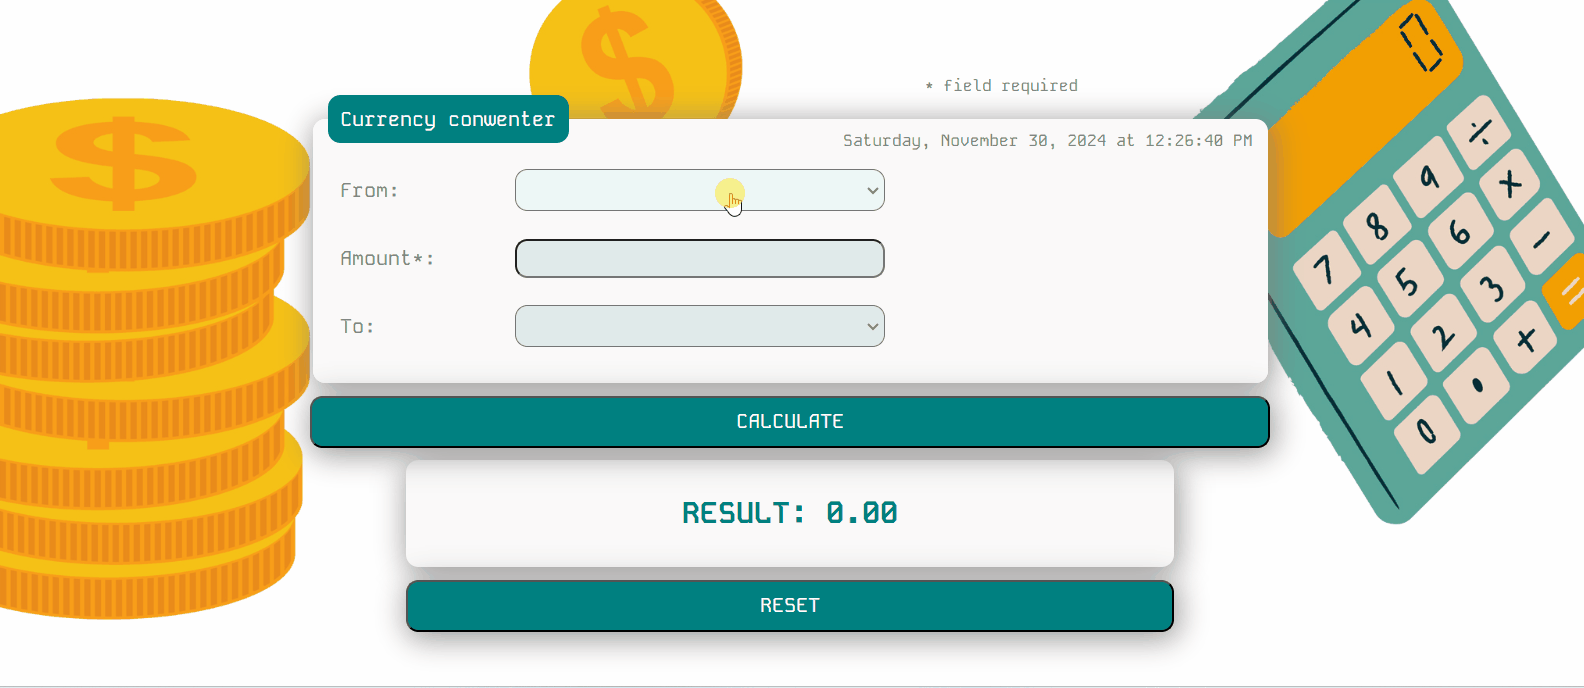 $
$
* field required
Currency conwenter
Saturday, November 30, 2024 at 12:26:40 PM
From:
Amount*:
To:
CALCULATE
RESULT: 0.00
RESET
0
7 8 9 ÷
4 5 6 x
1 2 3 -
0 . + =